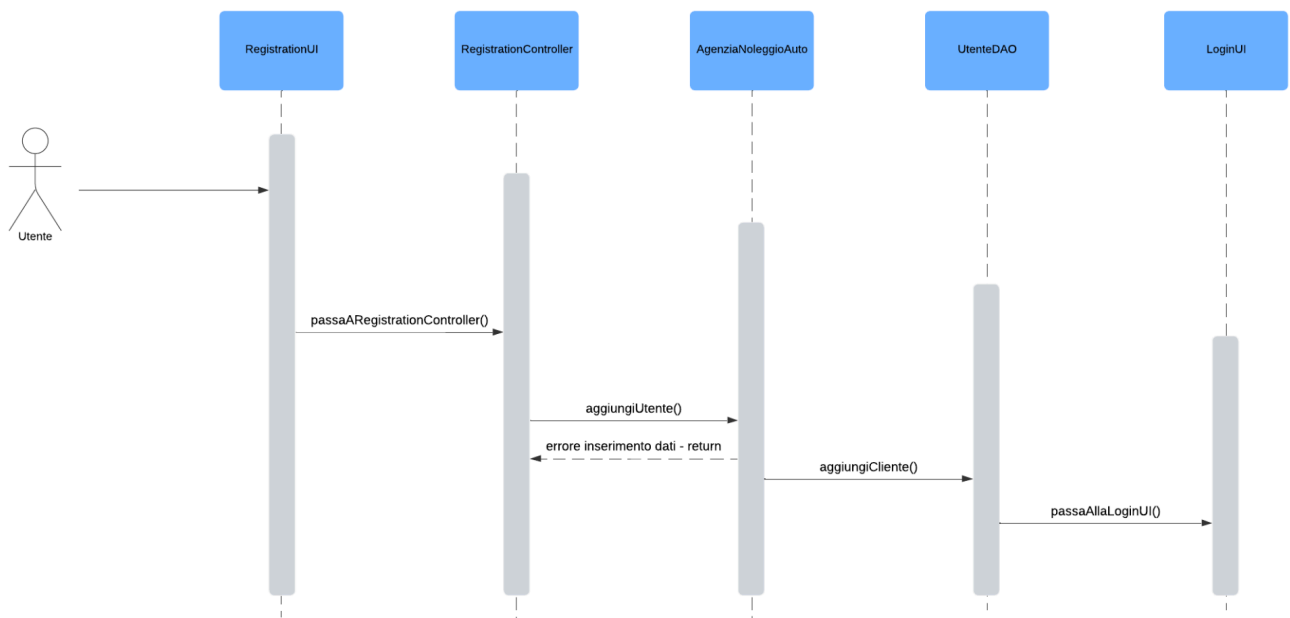 RegistrationUI
RegistrationController
AgenziaNoleggioAuto
UtenteDAO
LoginUI
Utente
passaARegistrationController()
aggiungiUtente()
errore inserimento dati - return
aggiungiCliente()
passaAllaLoginUI()